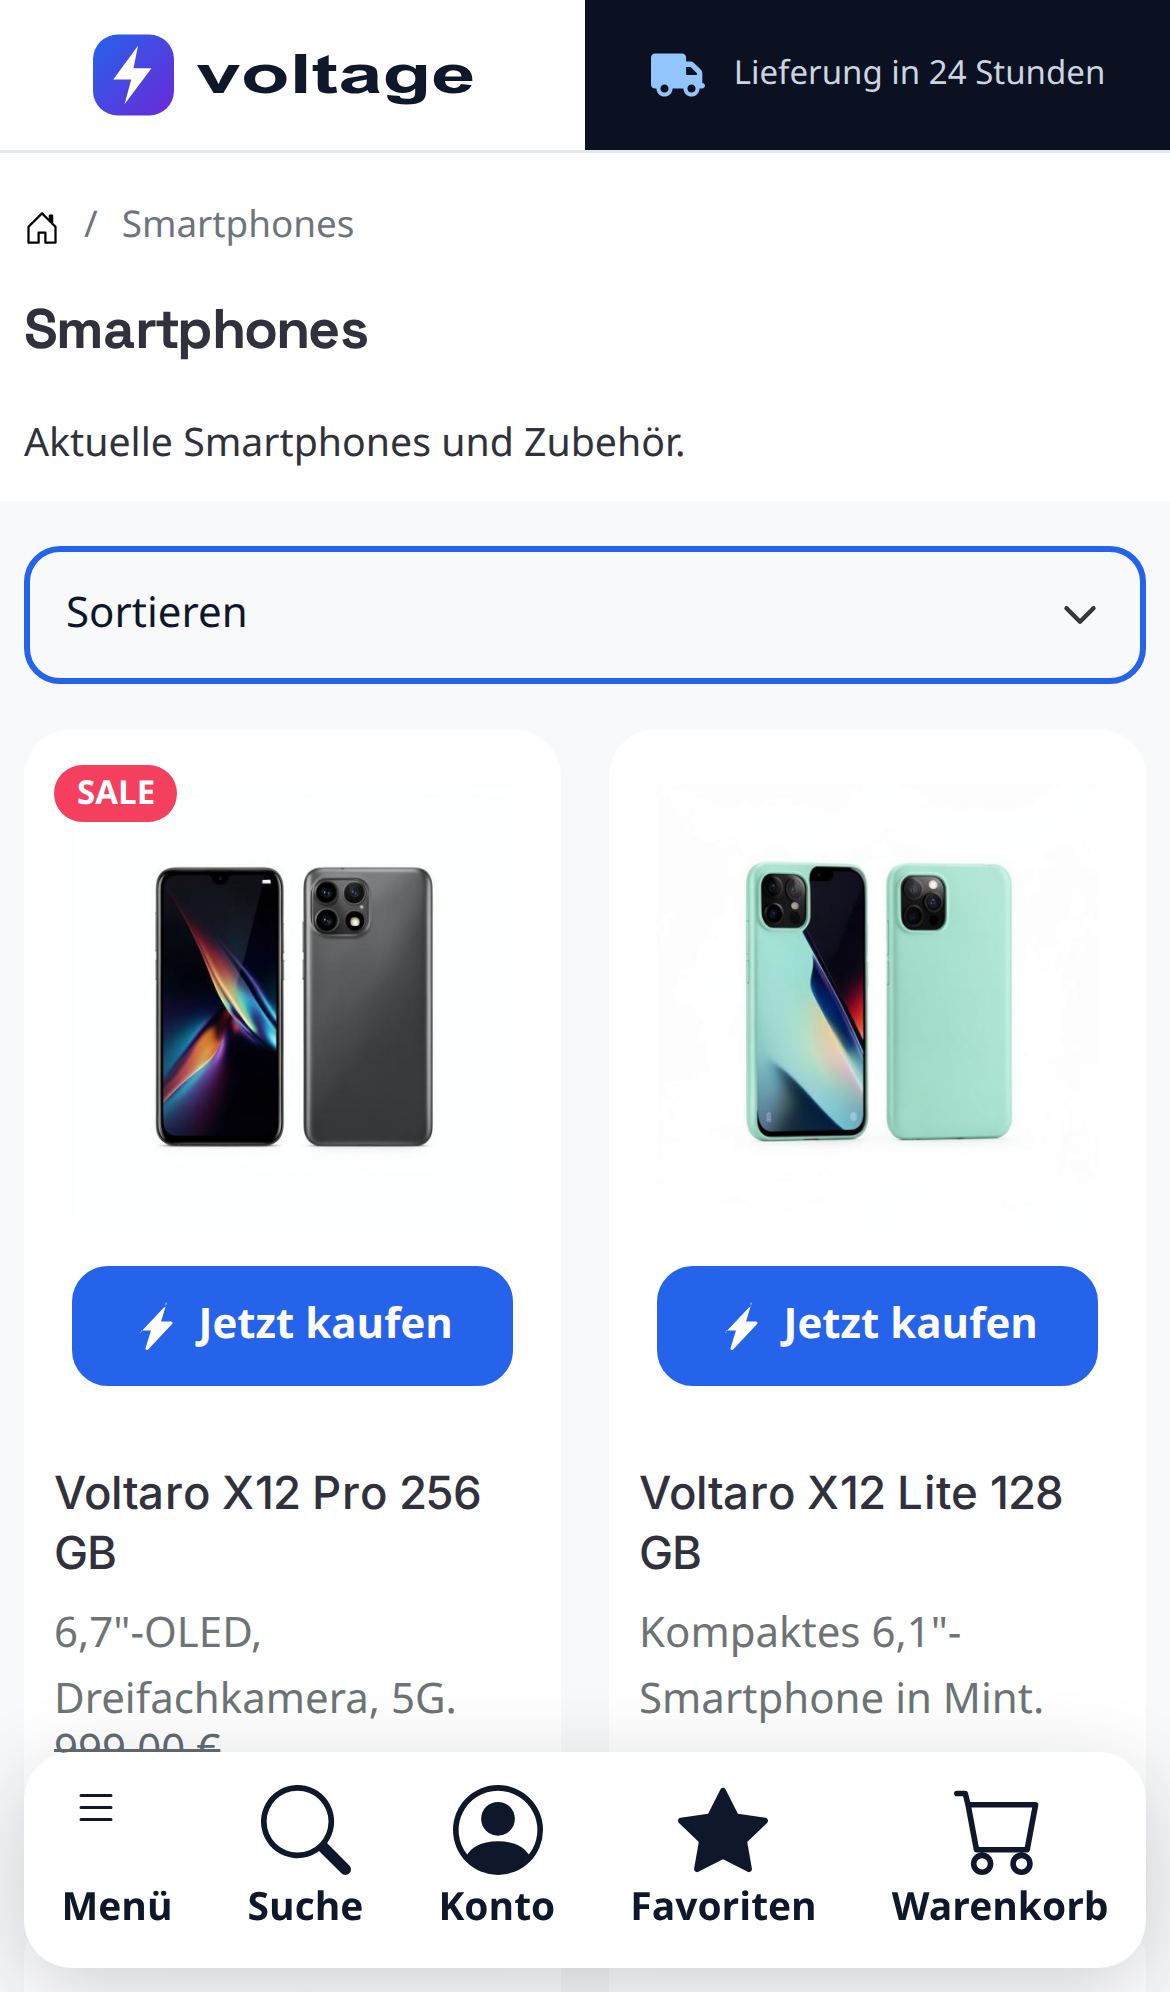 voltage
Lieferung in 24 Stunden
/ Smartphones
Smartphones
Aktuelle Smartphones und Zubehör.
Sortieren
SALE
Jetzt kaufen
Jetzt kaufen
Voltaro X12 Pro 256
GB
6,7"-OLED,
Dreifachkamera, 5G.
999,00 €
Voltaro X12 Lite 128
GB
Kompaktes 6,1"-
Smartphone in Mint.
Menü
Suche
Konto
Favoriten
Warenkorb